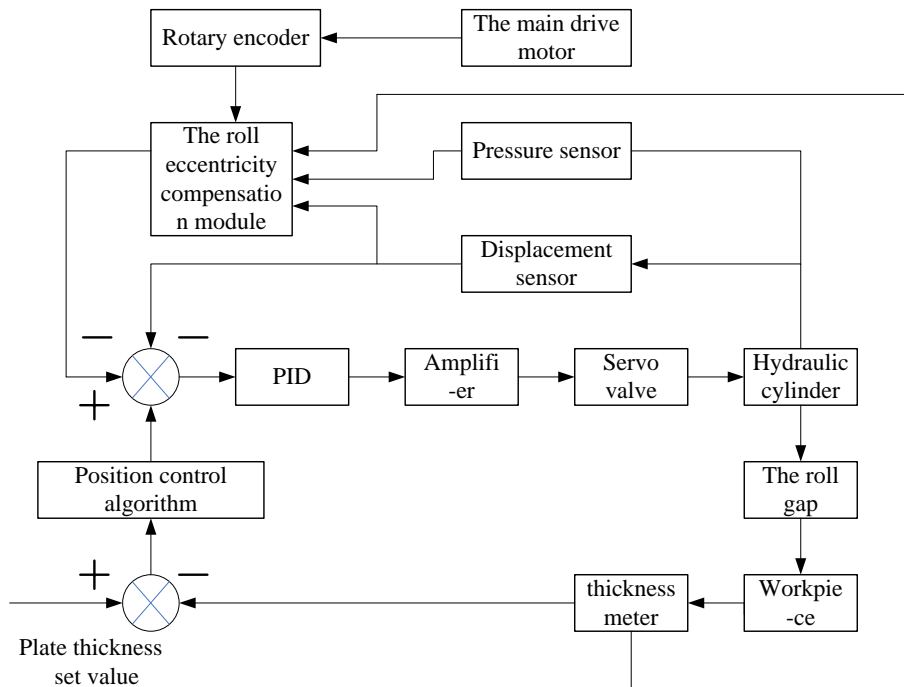 Rotary encoder
The main drive
motor
The roll
eccentricity
compensatio
n module
Pressure sensor
Displacement
sensor
— —
PID
Amplifi
-er
Servo
valve
Hydraulic
cylinder
+
Position control
algorithm
The roll
gap
+ —
thickness
meter
Workpie
-ce
Plate thickness
set value